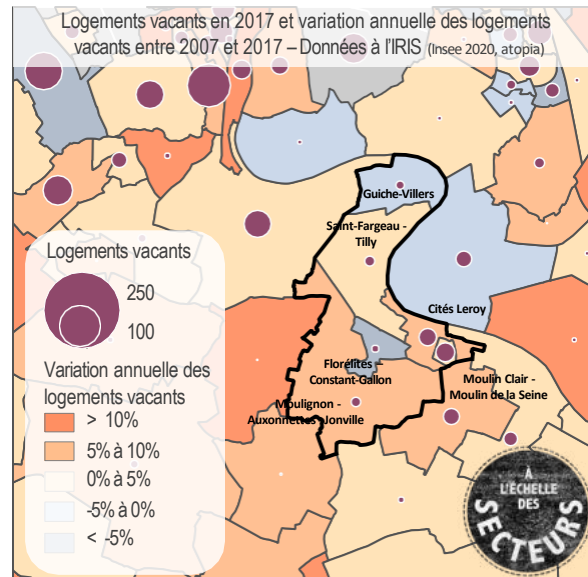 Logements vacants en 2017 et variation annuelle des logements
vacants entre 2007 et 2017 – Données à l'IRIS (Insee 2020, atopia)
Guiche-Villers
Saint-Fargeau -
Tilly
Cités Leroy
Florélites –
Constant-Gallon
Moulin Clair -
Moulin de la Seine
Moulignon -
Auxonnettes -Jonville
Logements vacants
250
100
Variation annuelle des
logements vacants
> 10%
5% à 10%
0% à 5%
-5% à 0%
< -5%
À
L'ÉCHELLE
DES
SECTEURS